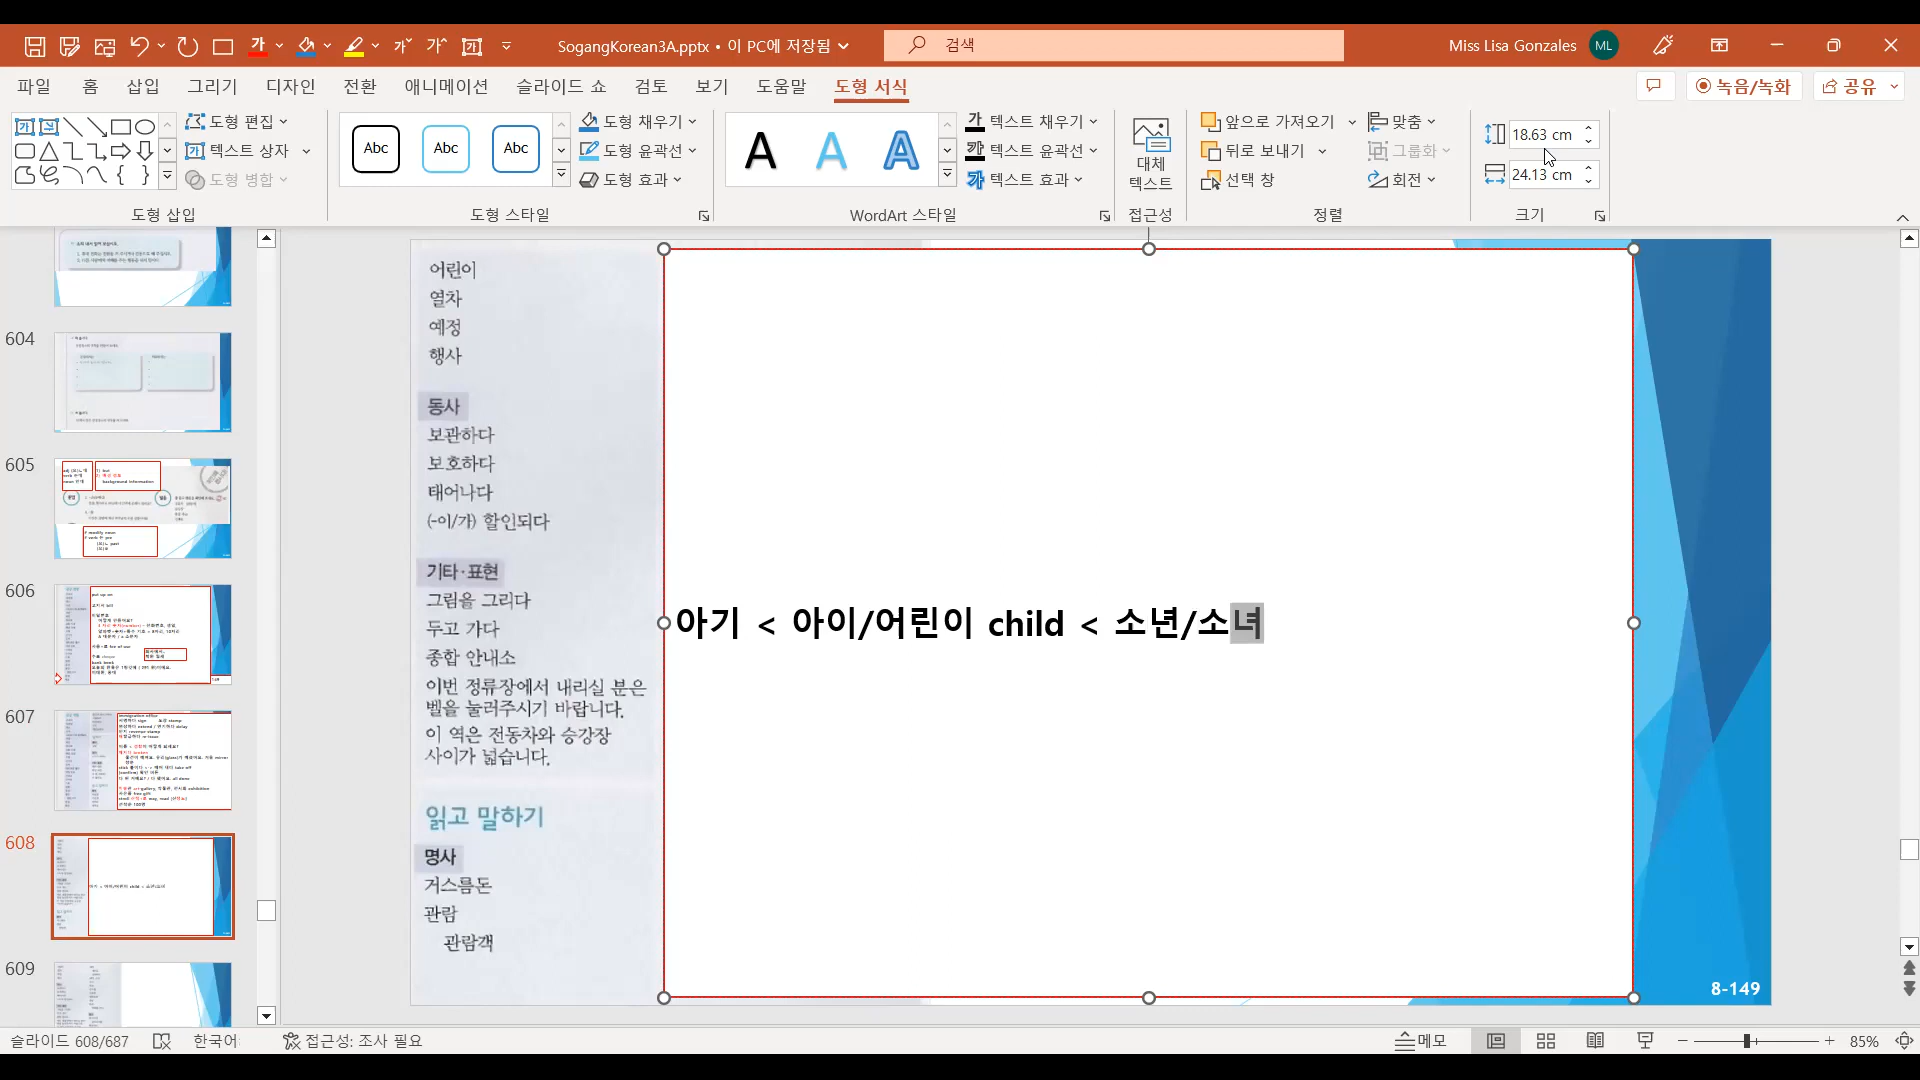 SogangKorean3A.pptx • 이 PC에 저장됨
검색
Miss Lisa Gonzales
ML
파일 홈 삽입 그리기 디자인 전환 애니메이션 슬라이드 쇼 검토 보기 도움말 도형 서식
녹음/녹화
공유
도형 편집
텍스트 상자
도형 병합
도형 삽입
Abc Abc Abc
도형 채우기
도형 윤곽선
도형 효과
도형 스타일
A A A
텍스트 채우기
텍스트 윤곽선
텍스트 효과
WordArt 스타일
대체
텍스트
접근성
앞으로 가져오기
뒤로 보내기
선택 창
맞춤
그룹화
회전
정렬
18.63 cm
24.13 cm
크기
604
605
606
607
608
609
어린이
열차
예정
행사
동사
보관하다
보호하다
태어나다
(-이/가) 할인되다
기타·표현
그림을 그리다
두고 가다
종합 안내소
이번 정류장에서 내리실 분은
벨을 눌러주시기 바랍니다.
이 역은 전동차와 승강장
사이가 넓습니다.
읽고 말하기
명사
거스름돈
관람
관람객
아기 < 아이/어린이 child < 소년/소녀
8-149
슬라이드 608/687
한국어
접근성: 조사 필요
메모
85%